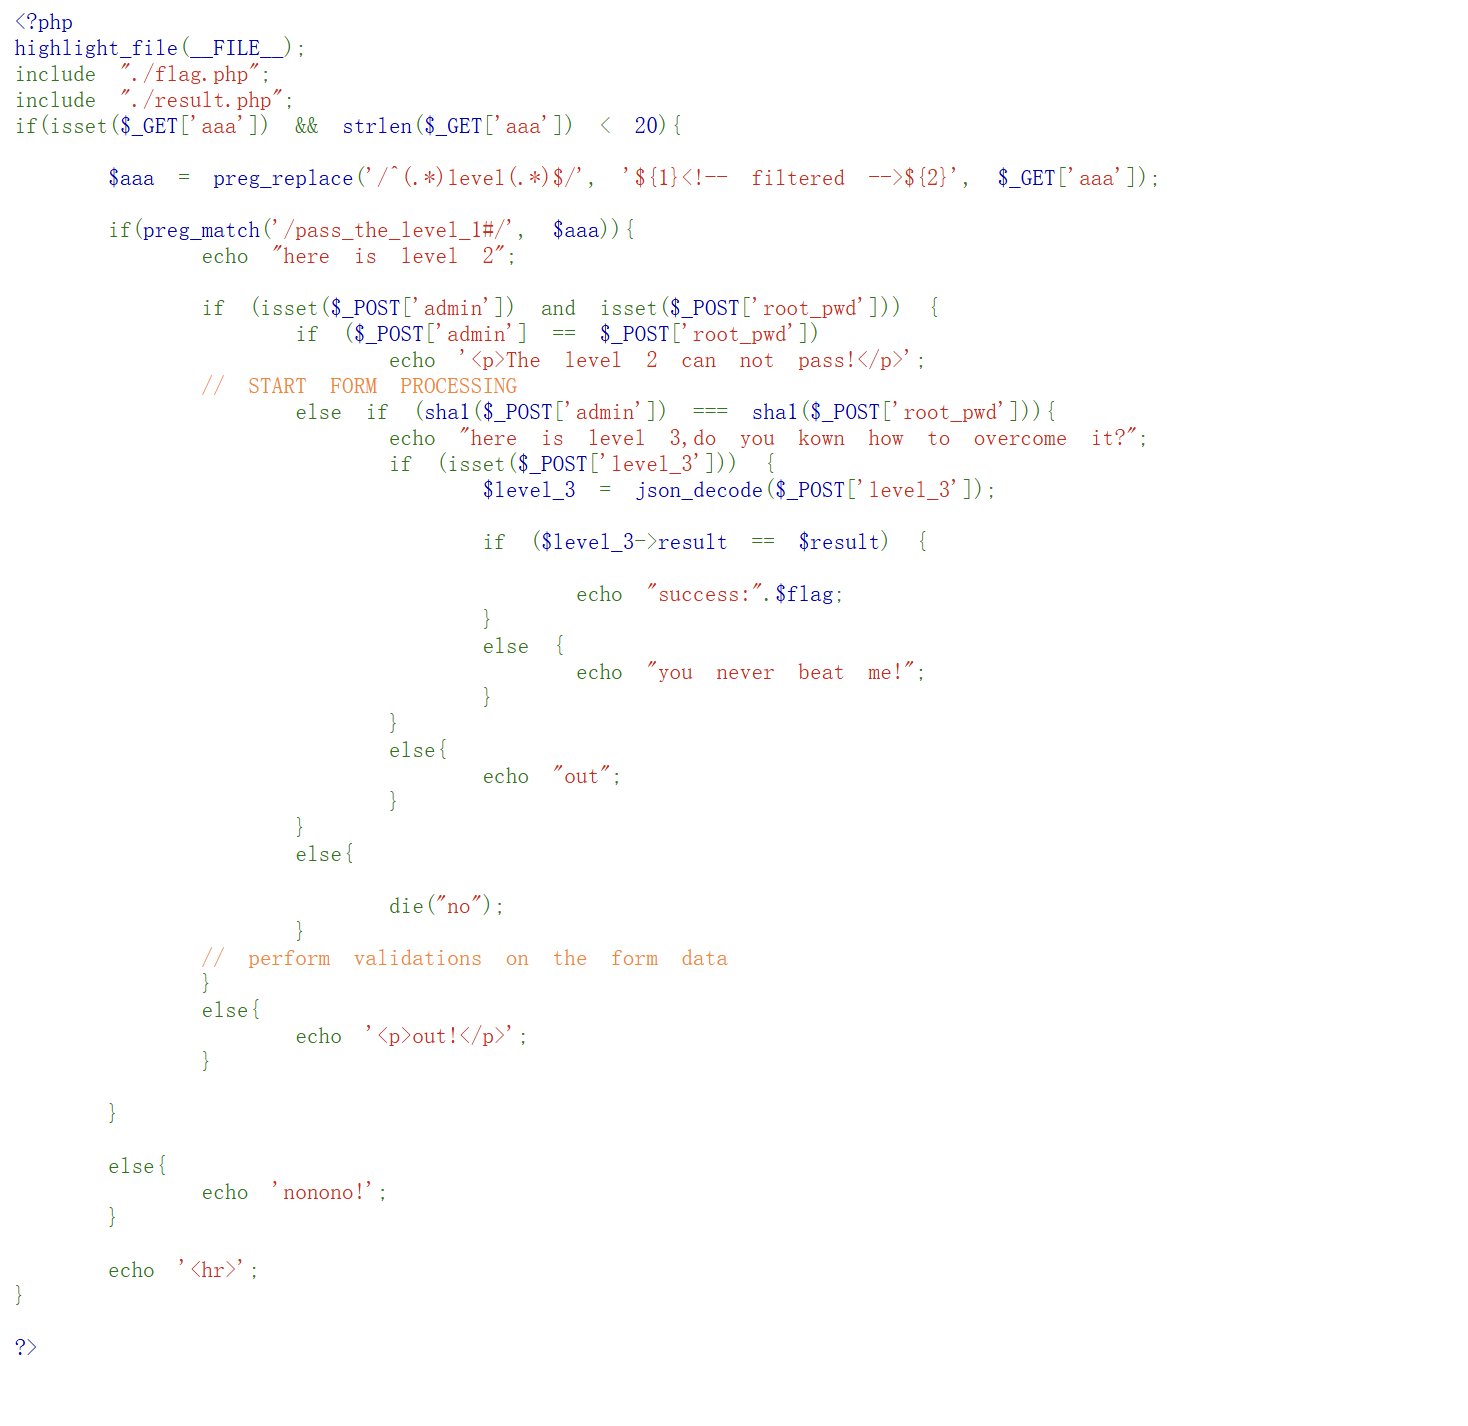 <?php
highlight_file(__FILE__);
include "./flag.php";
include "./result.php";
if(isset($_GET['aaa']) && strlen($_GET['aaa']) < 20){
$aaa = preg_replace('/^(.*)level(.*)$/', '${1}<!-- filtered -->${2}', $_GET['aaa']);
if(preg_match('/pass_the_level_1#/', $aaa)){
echo "here is level 2";
if (isset($_POST['admin']) and isset($_POST['root_pwd'])) {
if ($_POST['admin'] == $_POST['root_pwd'])
echo '<p>The level 2 can not pass!</p>';
// START FORM PROCESSING
else if (sha1($_POST['admin']) === sha1($_POST['root_pwd'])){
echo "here is level 3,do you kown how to overcome it?";
if (isset($_POST['level_3'])) {
$level_3 = json_decode($_POST['level_3']);
if ($level_3->result == $result) {
echo "success:".$flag;
}
else {
echo "you never beat me!";
}
}
else{
echo "out";
}
}
else{
die("no");
}
// perform validations on the form data
}
else{
echo '<p>out!</p>';
}
}
else{
echo 'nonono!';
}
echo '<hr>';
}
?>